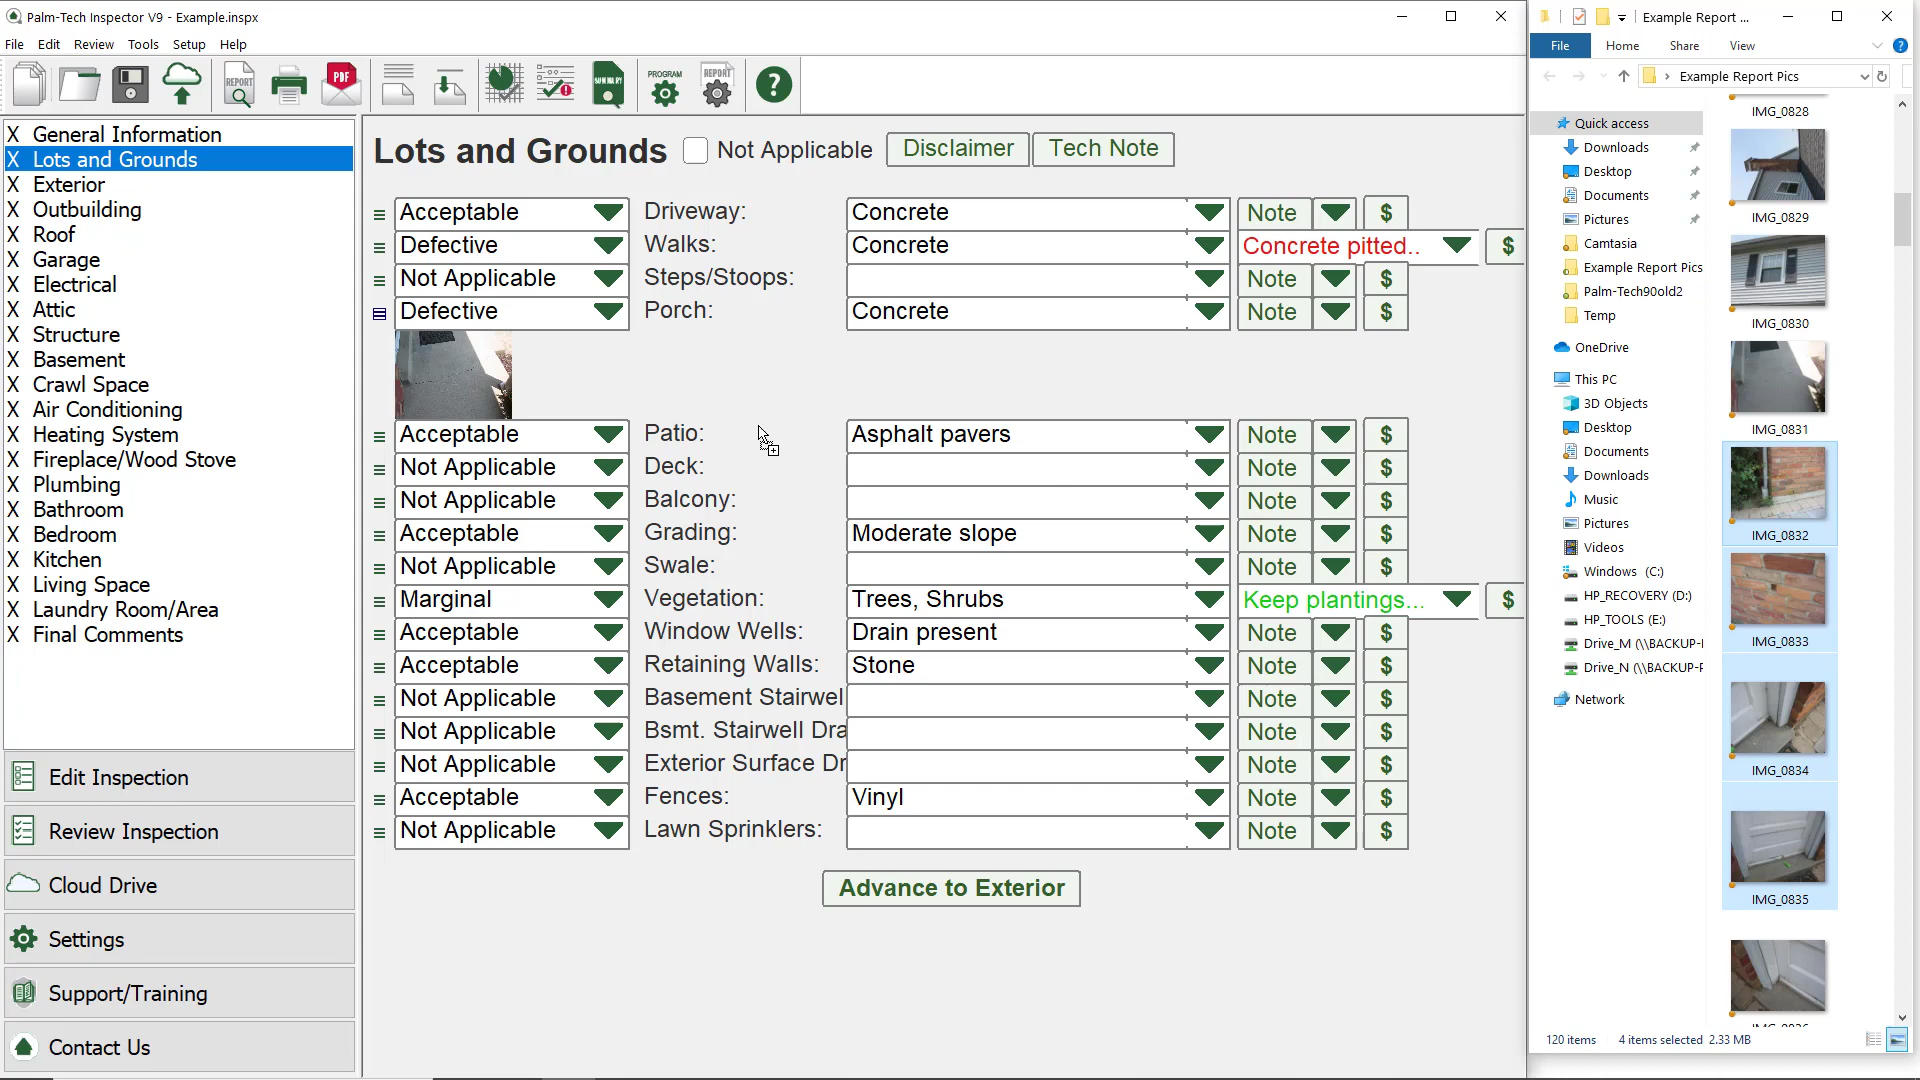 Palm-Tech Inspector V9 - Example.inspx
File Edit Review Tools Setup Help
REPORT
PDF
SUMMARY
PROGRAM
REPORT
?
X General Information
X Lots and Grounds
X Exterior
X Outbuilding
X Roof
X Garage
X Electrical
X Attic
X Structure
X Basement
X Crawl Space
X Air Conditioning
X Heating System
X Fireplace/Wood Stove
X Plumbing
X Bathroom
X Bedroom
X Kitchen
X Living Space
X Laundry Room/Area
X Final Comments
Edit Inspection
Review Inspection
Cloud Drive
Settings
Support/Training
Contact Us
Lots and Grounds Not Applicable Disclaimer Tech Note
Acceptable Driveway: Concrete Note $
Defective Walks: Concrete Concrete pitted.. $
Not Applicable Steps/Stoops: Note $
Defective Porch: Concrete Note $
Acceptable Patio: Asphalt pavers Note $
Not Applicable Deck: Note $
Not Applicable Balcony: Note $
Acceptable Grading: Moderate slope Note $
Not Applicable Swale: Note $
Marginal Vegetation: Trees, Shrubs Keep plantings... $
Acceptable Window Wells: Drain present Note $
Acceptable Retaining Walls: Stone Note $
Not Applicable Basement Stairwel Note $
Not Applicable Bsmt. Stairwell Dra Note $
Not Applicable Exterior Surface Dr Note $
Acceptable Fences: Vinyl Note $
Not Applicable Lawn Sprinklers: Note $
Advance to Exterior
Example Report ...
File Home Share View
Example Report Pics
Quick access
Downloads
Desktop
Documents
Pictures
Camtasia
Example Report Pics
Palm-Tech90old2
Temp
OneDrive
This PC
3D Objects
Desktop
Documents
Downloads
Music
Pictures
Videos
Windows (C:)
HP_RECOVERY (D:)
HP_TOOLS (E:)
Drive_M (\\BACKUP-
Drive_N (\\BACKUP-
Network
IMG_0828
IMG_0829
IMG_0830
IMG_0831
IMG_0832
IMG_0833
IMG_0834
IMG_0835
120 items 4 items selected 2.33 MB